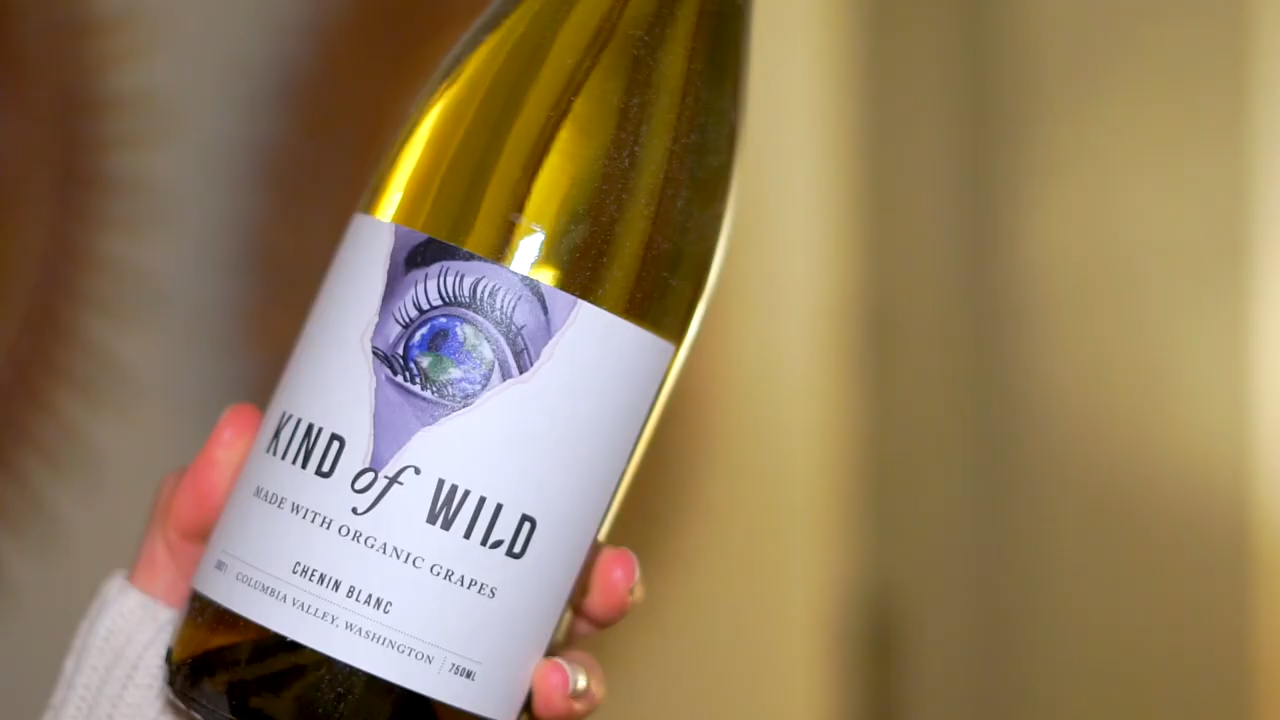 KIND of WILD
MADE WITH ORGANIC GRAPES
CHENIN BLANC
COLUMBIA VALLEY, WASHINGTON 750ML